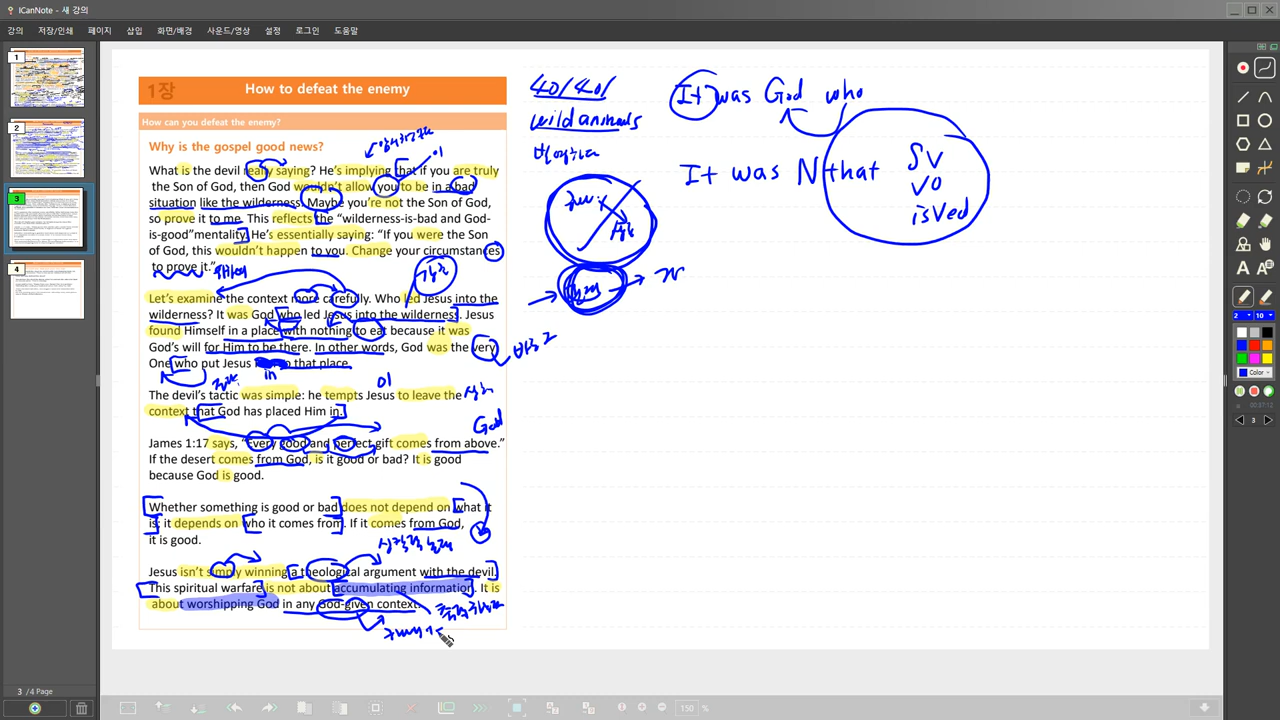 ICanNote - 새 강의
강의 저장/인쇄 페이지 삽입 화면/배경 사운드/영상 설정 로그인 도움말
1
2
3
4
1장 How to defeat the enemy
How can you defeat the enemy?
Why is the gospel good news?
What is the devil really saying? He's implying that if you are truly
the Son of God, then God wouldn't allow you to be in a bad
situation like the wilderness. Maybe you're not the Son of God,
so prove it to me. This reflects the "wilderness-is-bad and God-
is-good"mentality. He's essentially saying: "If you were the Son
of God, this wouldn't happen to you. Change your circumstances
to prove it."
Let's examine the context more carefully. Who led Jesus into the
wilderness? It was God who led Jesus into the wilderness. Jesus
found Himself in a place with nothing to eat because it was
God's will for Him to be there. In other words, God was the very
One who put Jesus in to that place.
The devil's tactic was simple: he tempts Jesus to leave the
context that God has placed Him in.
God
James 1:17 says, "Every good and perfect gift comes from above."
If the desert comes from God, is it good or bad? It is good
because God is good.
Whether something is good or bad does not depend on what it
is; it depends on who it comes from. If it comes from God,
it is good.
Jesus isn't simply winning a theological argument with the devil.
This spiritual warfare is not about accumulating information. It is
about worshipping God in any God-given context.
40/40/
wild animals
It was God who
It was N that
SV
VO
is Ved
2 10
Color
00:27:12
3
3 /4 Page
150 %